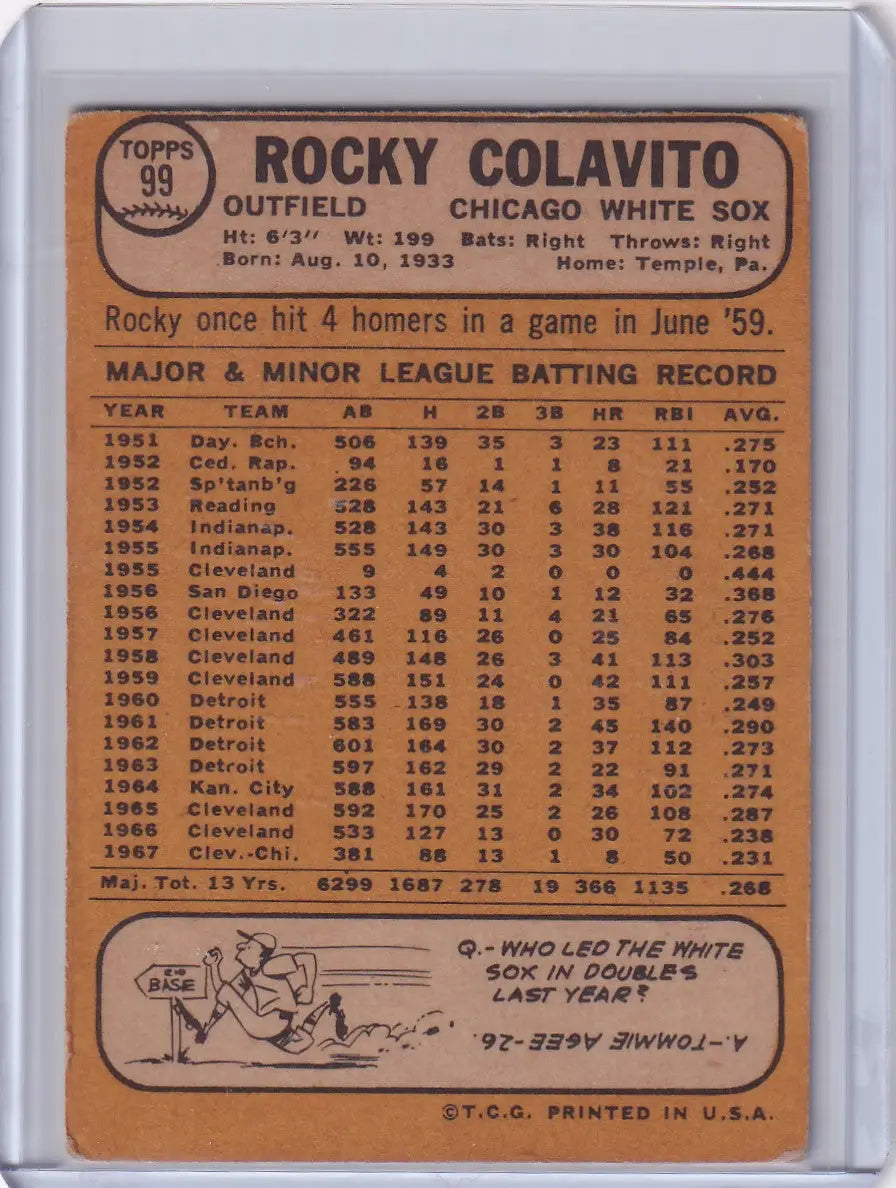 TOPPS
99
ROCKY COLAVITO
OUTFIELD CHICAGO WHITE SOX
Ht: 6'3" Wt: 199 Bats: Right Throws: Right
Born: Aug. 10, 1933 Home: Temple, Pa.
Rocky once hit 4 homers in a game in June '59.
MAJOR & MINOR LEAGUE BATTING RECORD
YEAR TEAM AB H 2B 3B HR RBI AVG.
1951 Day. Bch. 506 139 35 3 23 111 .275
1952 Ced. Rap. 94 16 1 1 8 21 .170
1952 Sp'tanb'g 226 57 14 1 11 55 .252
1953 Reading 528 143 21 6 28 121 .271
1954 Indianap. 528 143 30 3 38 116 .271
1955 Indianap. 555 149 30 3 30 104 .268
1955 Cleveland 9 4 2 0 0 0 .444
1956 San Diego 133 49 10 1 12 32 .368
1956 Cleveland 322 89 11 4 21 65 .276
1957 Cleveland 461 116 26 0 25 84 .252
1958 Cleveland 489 148 26 3 41 113 .303
1959 Cleveland 588 151 24 0 42 111 .257
1960 Detroit 555 138 18 1 35 87 .249
1961 Detroit 583 169 30 2 45 140 .290
1962 Detroit 601 164 30 2 37 112 .273
1963 Detroit 597 162 29 2 22 91 .271
1964 Kan. City 588 161 31 2 34 102 .274
1965 Cleveland 592 170 25 2 26 108 .287
1966 Cleveland 533 127 13 0 30 72 .238
1967 Clev.-Chi. 381 88 13 1 8 50 .231
Maj. Tot. 13 Yrs. 6299 1687 278 19 366 1135 .268
2ND
BASE
Q.- WHO LED THE WHITE
SOX IN DOUBLES
LAST YEAR?
A.-TOMMIE AGEE-26.
©T.C.G. PRINTED IN U.S.A.